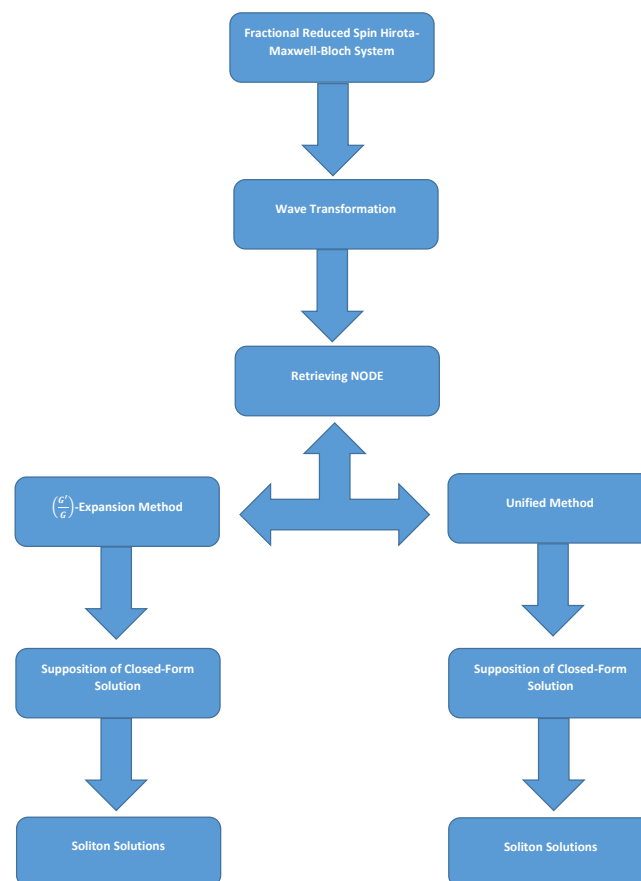 Fractional Reduced Spin Hirota-
Maxwell-Bloch System
Wave Transformation
Retrieving NODE
(G′/G)-Expansion Method
Unified Method
Supposition of Closed-Form
Solution
Supposition of Closed-Form
Solution
Soliton Solutions
Soliton Solutions